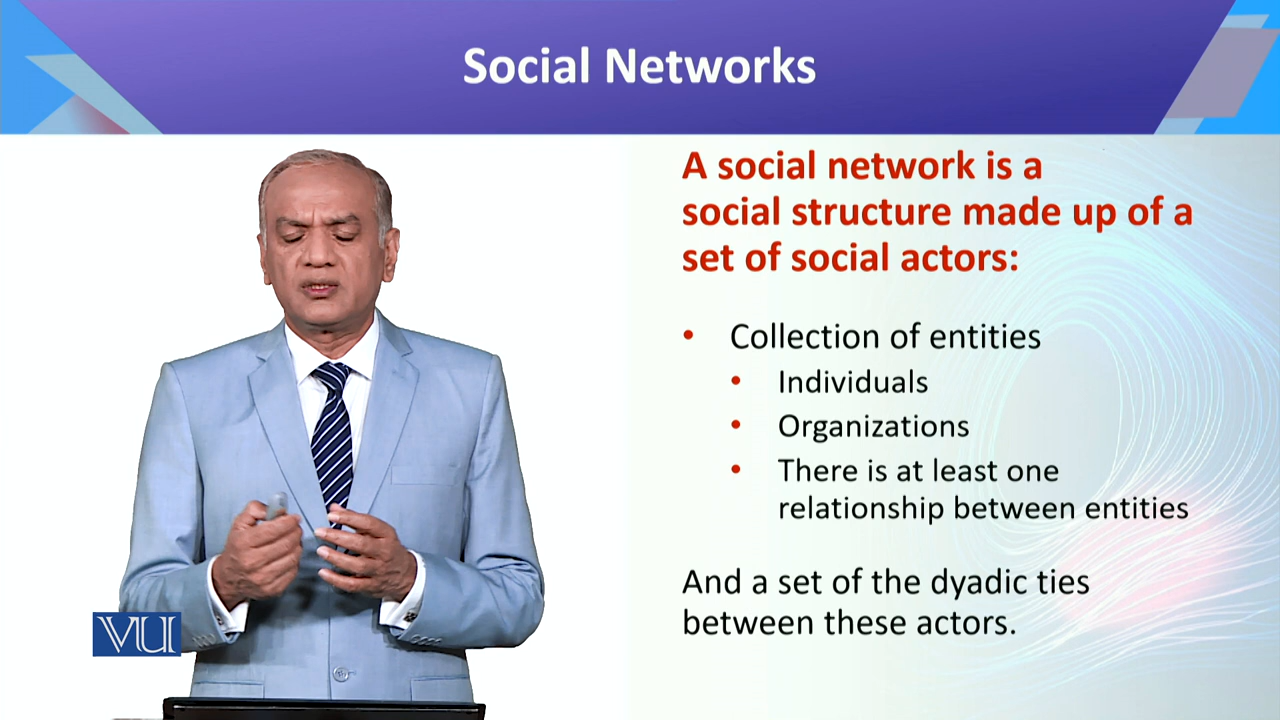 Social Networks
A social network is a
social structure made up of a
set of social actors:
• Collection of entities
• Individuals
• Organizations
• There is at least one
relationship between entities
And a set of the dyadic ties
between these actors.
VU